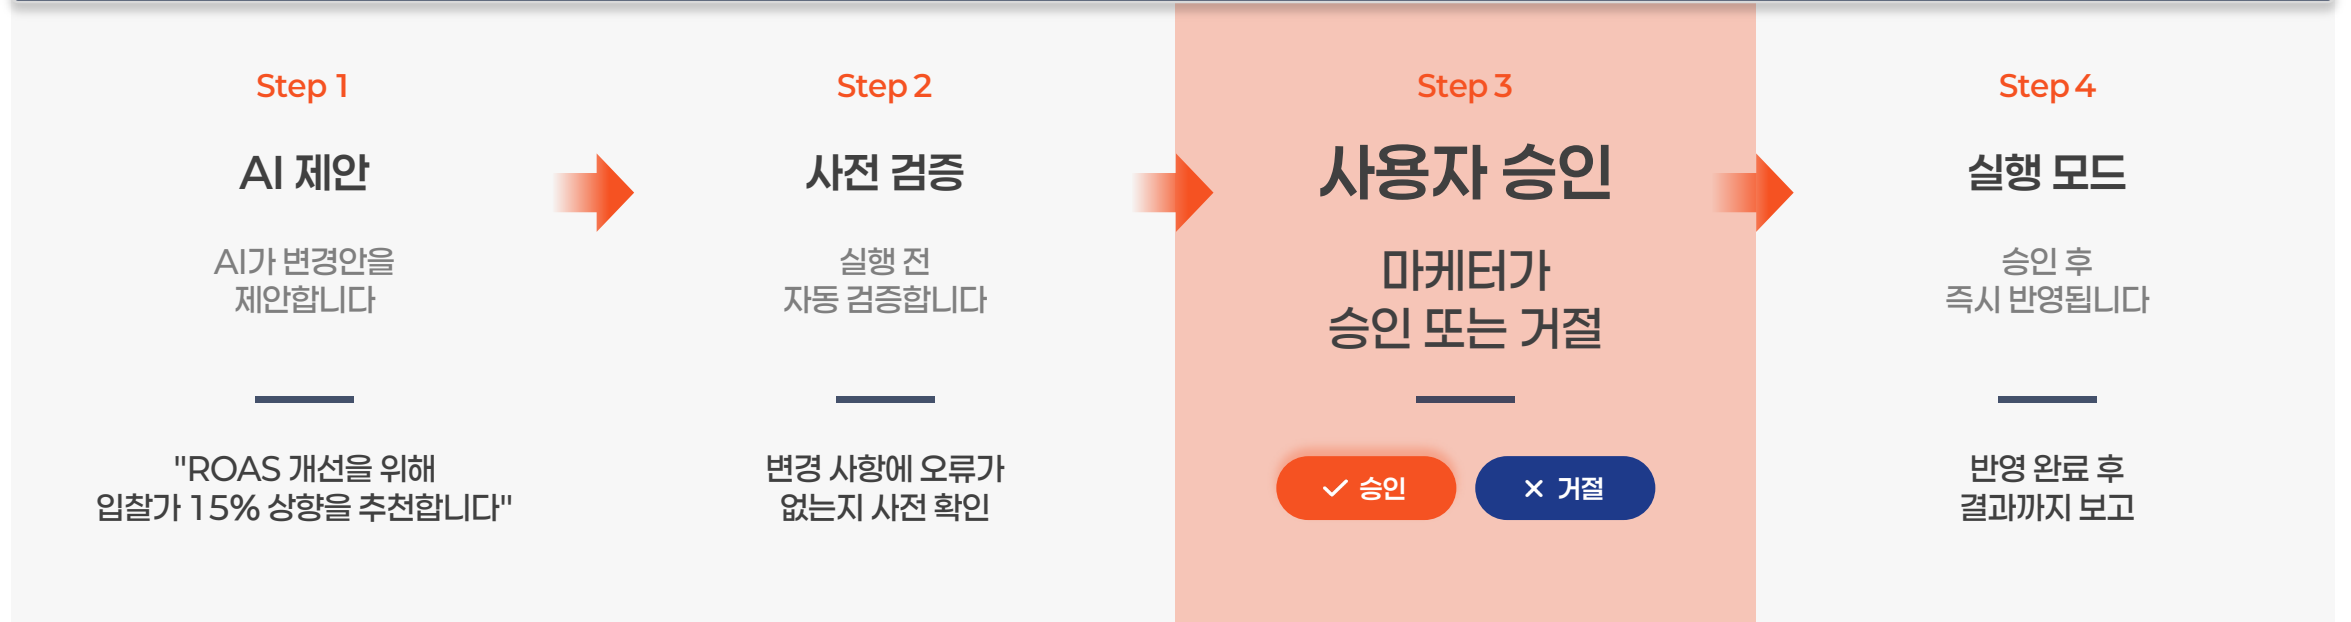 Step 1
AI 제안
AI가 변경안을
제안합니다
"ROAS 개선을 위해
입찰가 15% 상향을 추천합니다"
Step 2
사전 검증
실행 전
자동 검증합니다
변경 사항에 오류가
없는지 사전 확인
Step 3
사용자 승인
마케터가
승인 또는 거절
✓ 승인
✕ 거절
Step 4
실행 모드
승인 후
즉시 반영됩니다
반영 완료 후
결과까지 보고